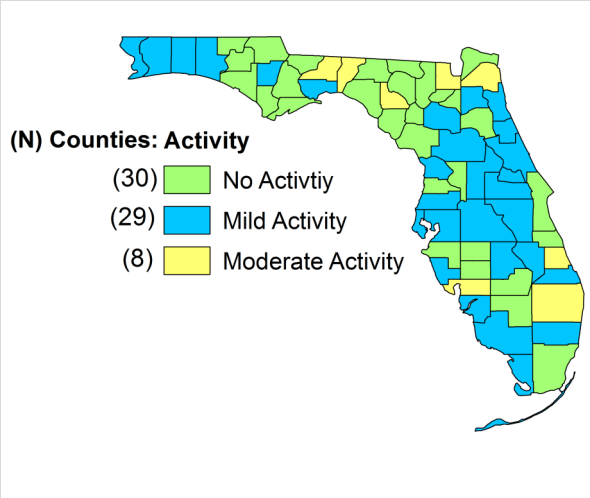 (N) Counties: Activity
(30) No Activtiy
(29) Mild Activity
(8) Moderate Activity